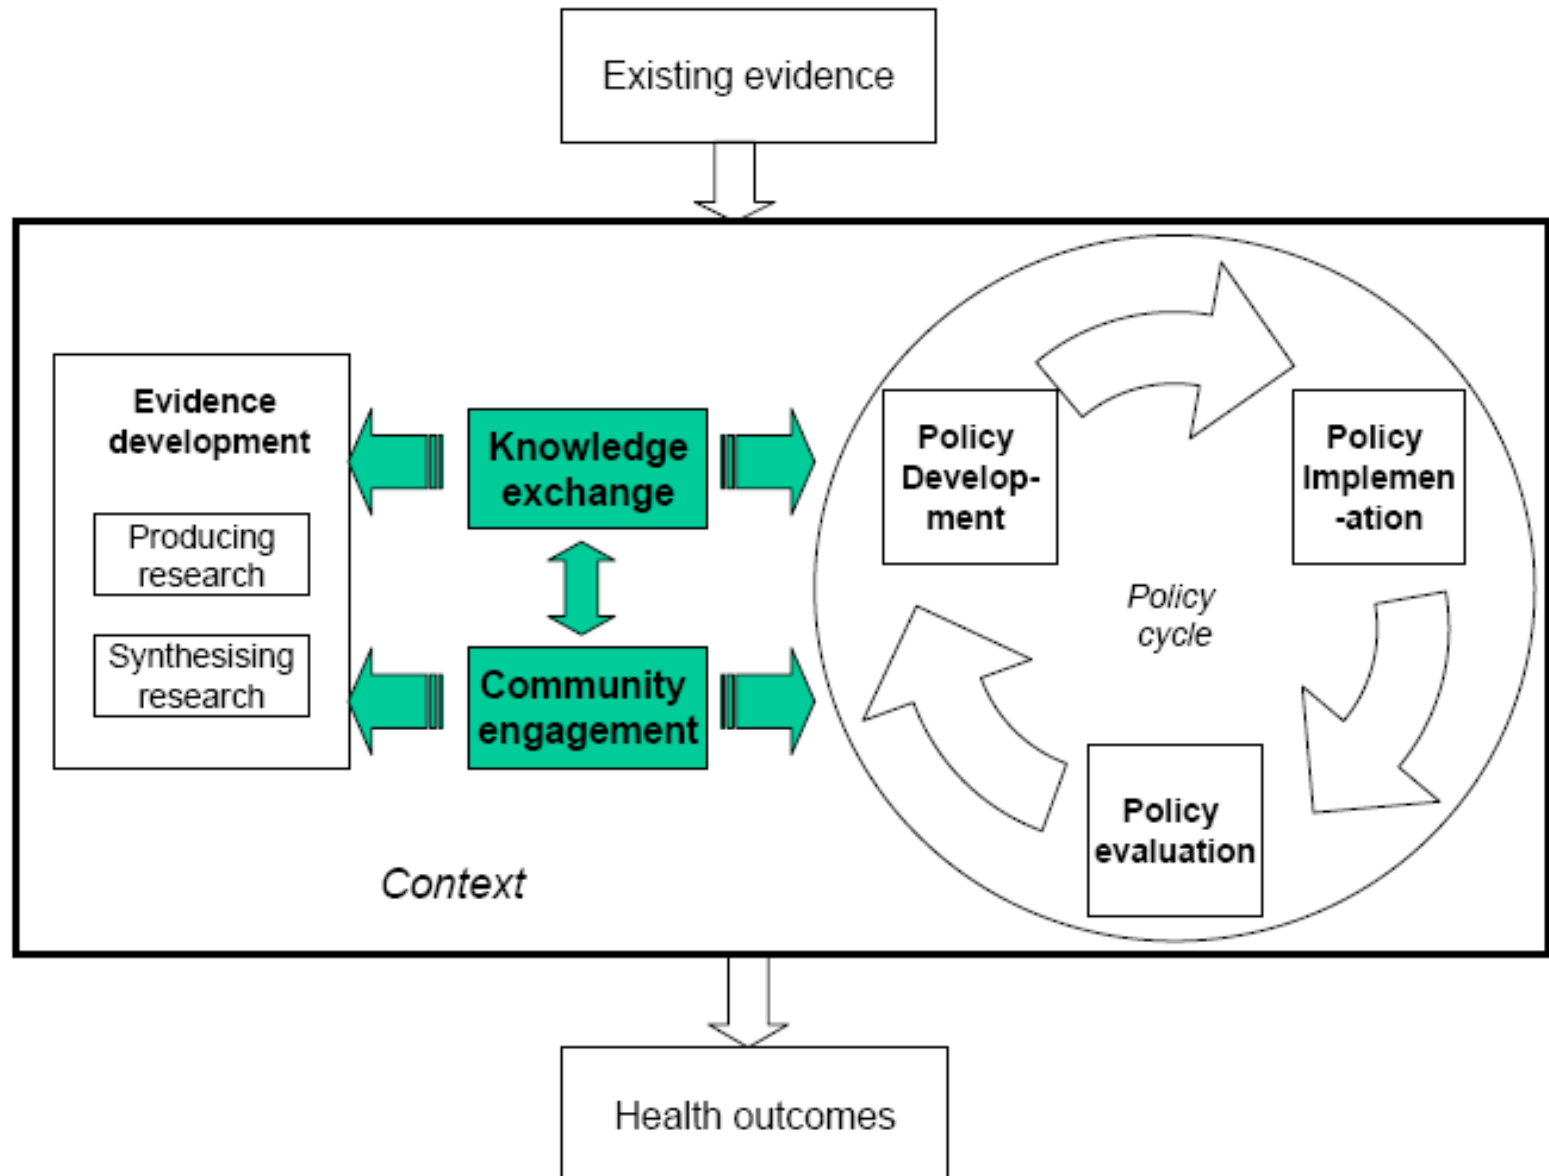 Existing evidence
Evidence
development
Producing
research
Synthesising
research
Knowledge
exchange
Community
engagement
Policy
Develop-
ment
Policy
Implemen
-ation
Policy
cycle
Policy
evaluation
Context
Health outcomes